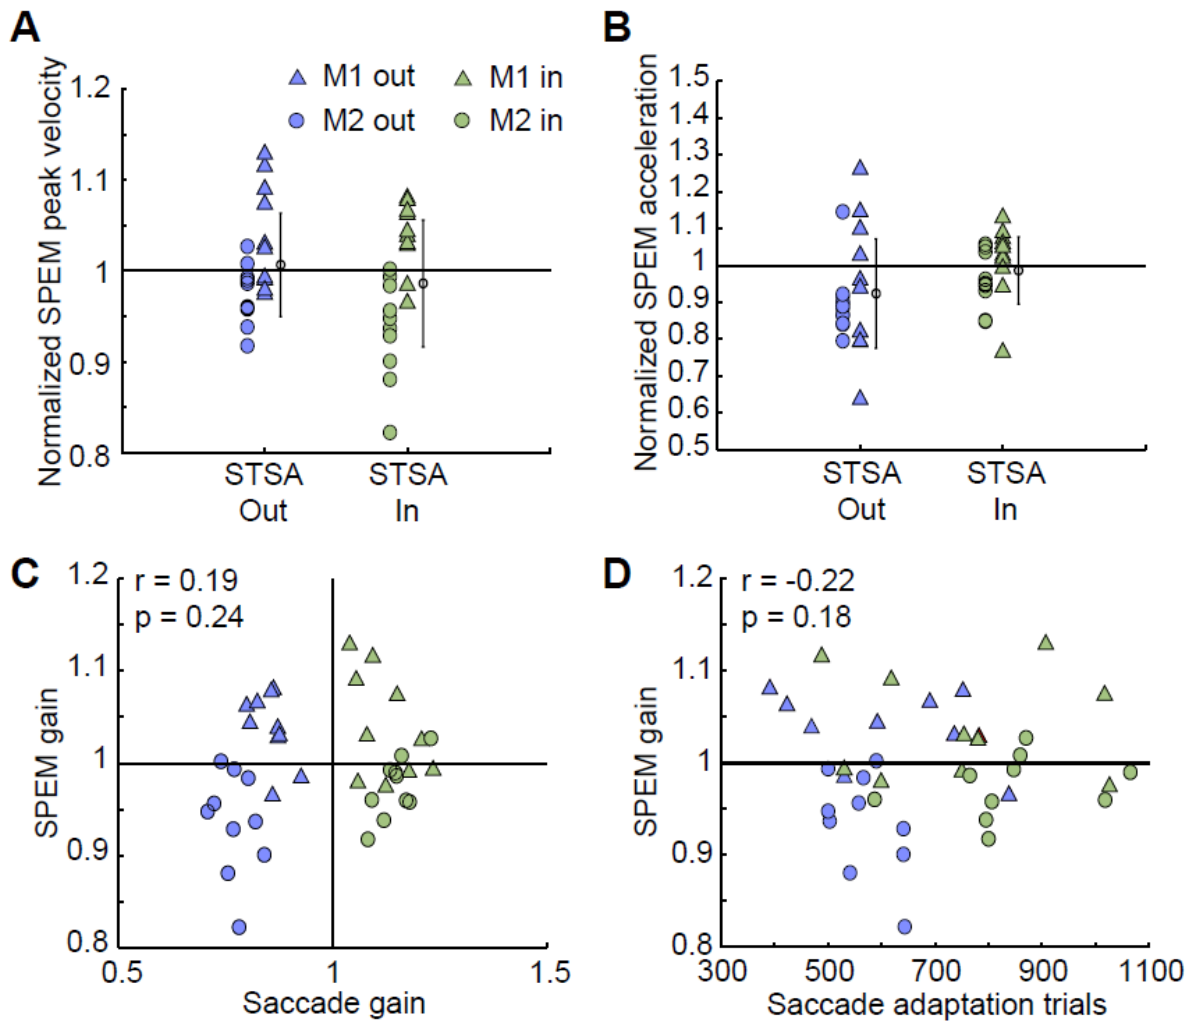 A
Normalized SPEM peak velocity
1.2
1.1
1
0.9
0.8
M1 out
M1 in
M2 out
M2 in
STSA
Out
STSA
In
B
Normalized SPEM acceleration
1.5
1.4
1.3
1.2
1.1
1
0.9
0.8
0.7
0.6
0.5
STSA
Out
STSA
In
C
SPEM gain
1.2
1.1
1
0.9
0.8
r = 0.19
p = 0.24
0.5
1
1.5
Saccade gain
D
SPEM gain
1.2
1.1
1
0.9
0.8
r = -0.22
p = 0.18
300
500
700
900
1100
Saccade adaptation trials